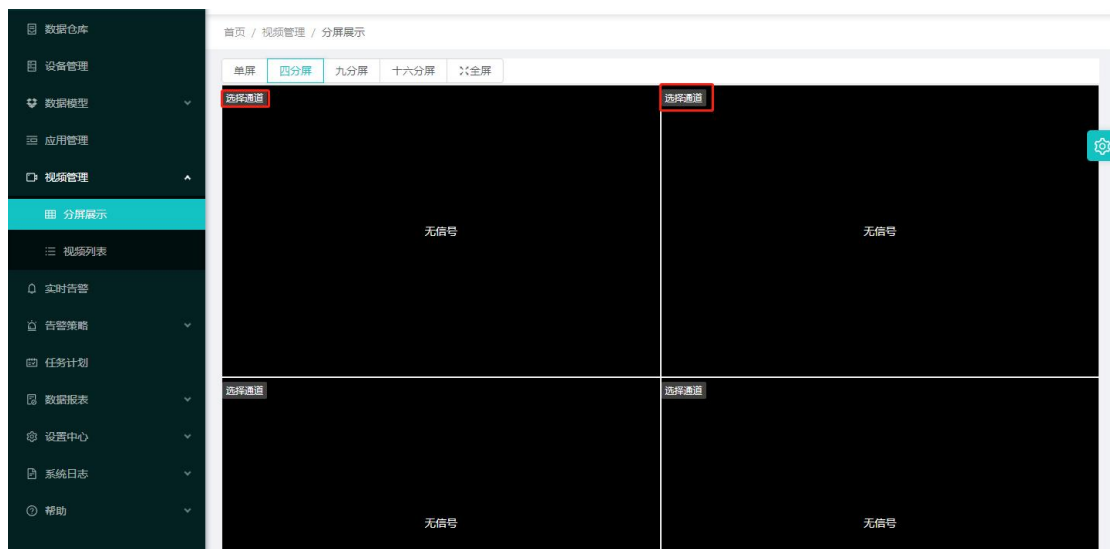 数据仓库
设备管理
数据模型
应用管理
视频管理
分屏展示
视频列表
实时告警
告警策略
任务计划
数据报表
设置中心
系统日志
帮助
首页 / 视频管理 / 分屏展示
单屏 四分屏 九分屏 十六分屏 全屏
选择通道 选择通道
无信号 无信号
选择通道 选择通道
无信号 无信号